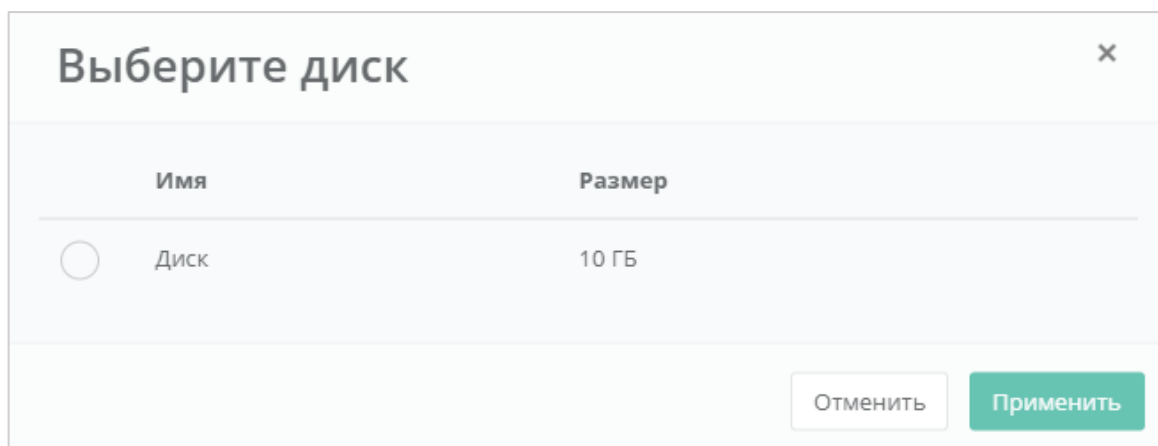 Выберите диск
Имя Размер
Диск 10 ГБ
Отменить Применить